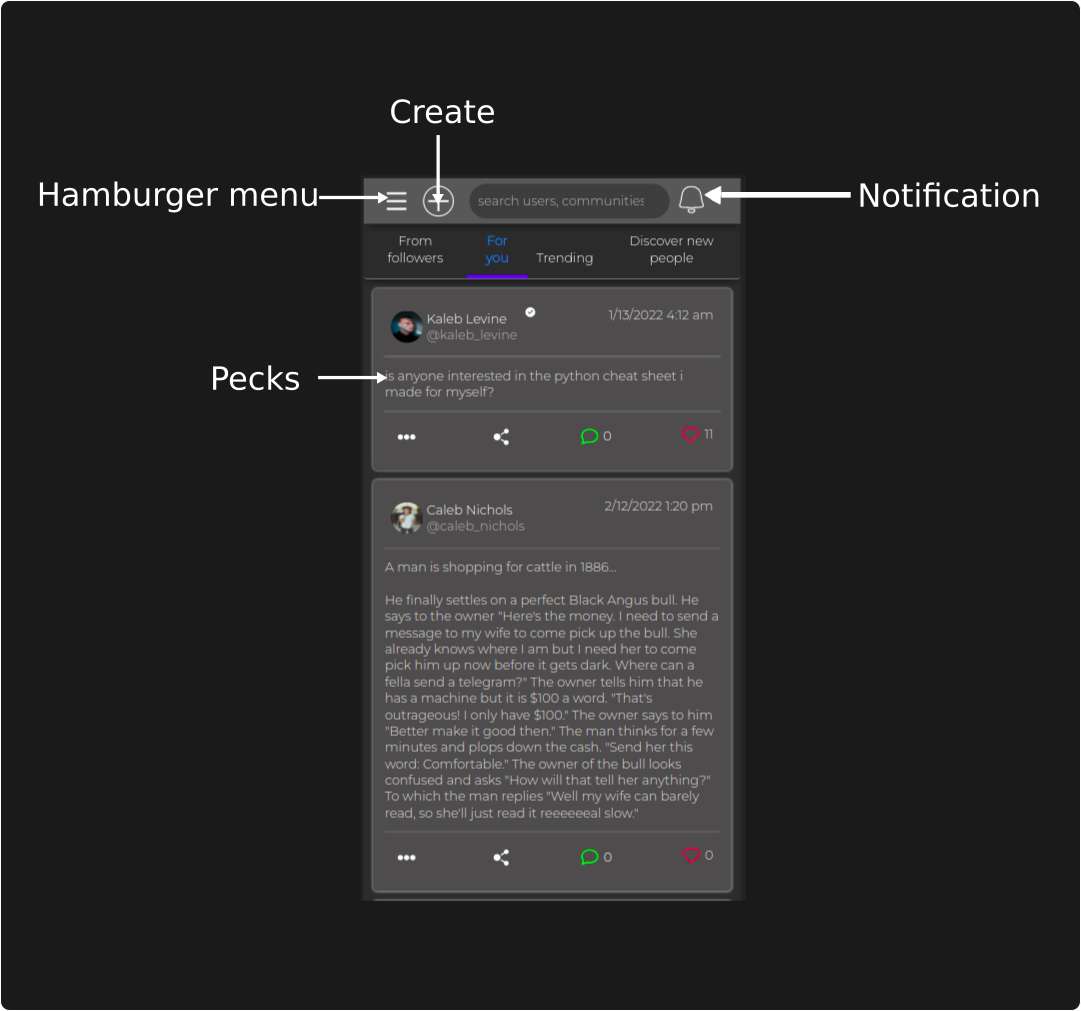 Create
Hamburger menu
search users, communities
Notification
From
followers
For
you
Trending
Discover new
people
Kaleb Levine
@kaleb_levine
1/13/2022 4:12 am
Pecks
is anyone interested in the python cheat sheet i
made for myself?
0
11
Caleb Nichols
@caleb_nichols
2/12/2022 1:20 pm
A man is shopping for cattle in 1886...
He finally settles on a perfect Black Angus bull. He
says to the owner "Here's the money. I need to send a
message to my wife to come pick up the bull. She
already knows where I am but I need her to come
pick him up now before it gets dark. Where can a
fella send a telegram?" The owner tells him that he
has a machine but it is $100 a word. "That's
outrageous! I only have $100." The owner says to him
"Better make it good then." The man thinks for a few
minutes and plops down the cash. "Send her this
word: Comfortable." The owner of the bull looks
confused and asks "How will that tell her anything?"
To which the man replies "Well my wife can barely
read, so she'll just read it reeeeeeal slow."
0
0